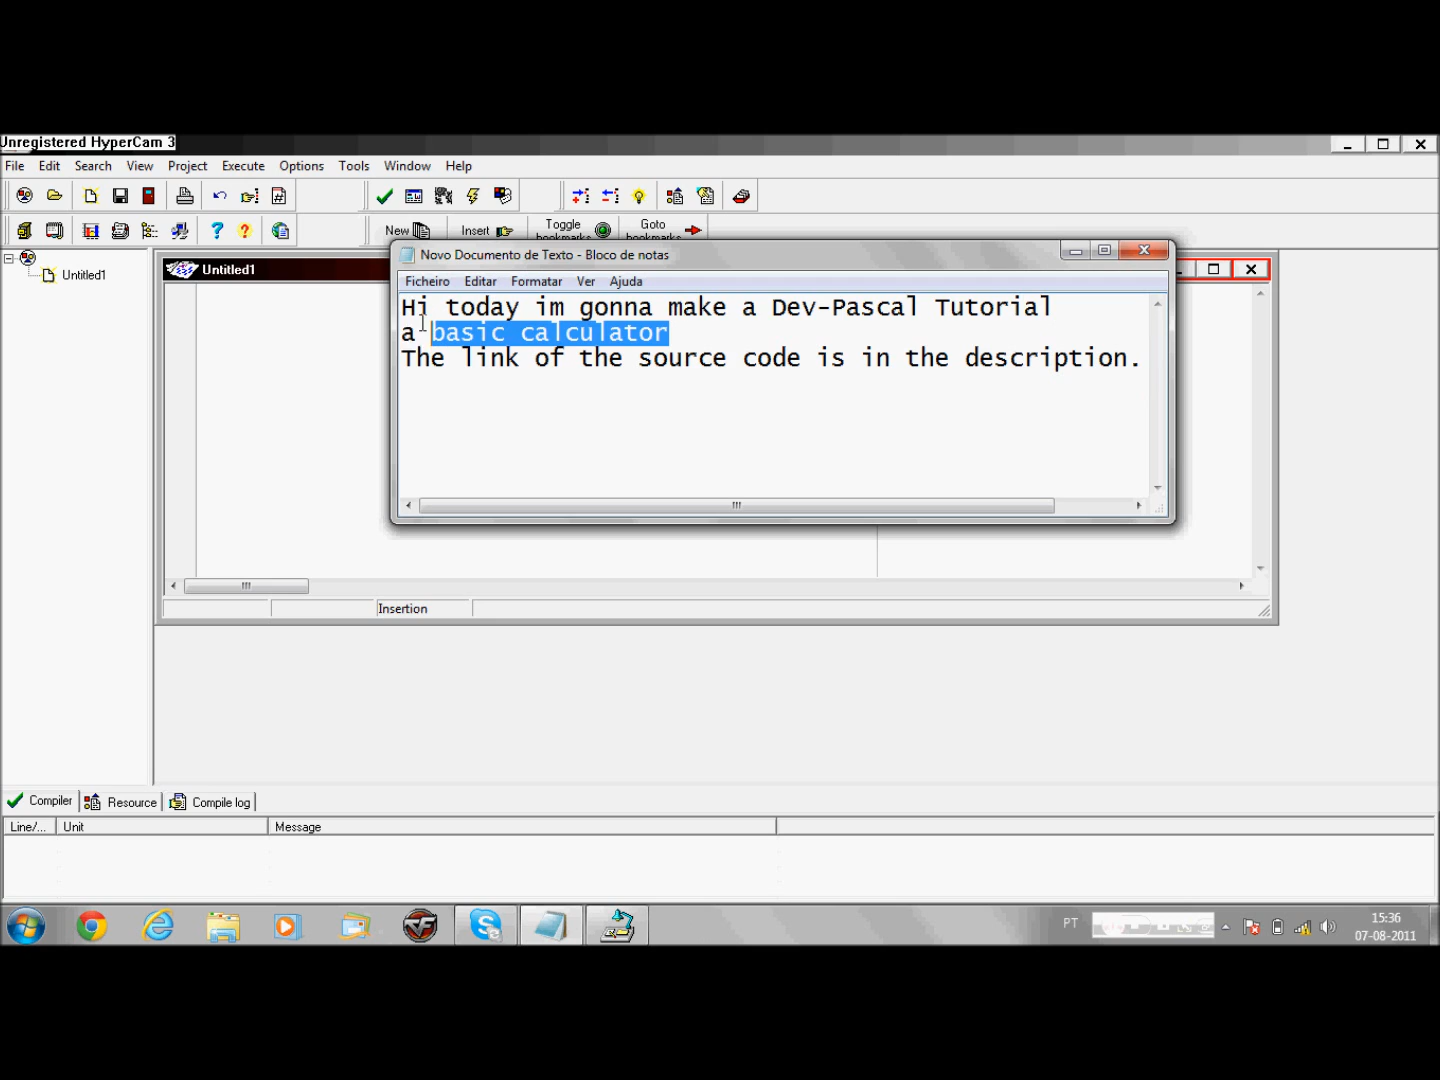 Unregistered HyperCam 3
File Edit Search View Project Execute Options Tools Window Help
New Insert Toggle bookmarks Goto bookmarks
Untitled1
Untitled1
Novo Documento de Texto - Bloco de notas
Ficheiro Editar Formatar Ver Ajuda
Hi today im gonna make a Dev-Pascal Tutorial
a basic calculator
The link of the source code is in the description.
Insertion
Compiler Resource Compile log
Line/... Unit Message
PT
15:36
07-08-2011